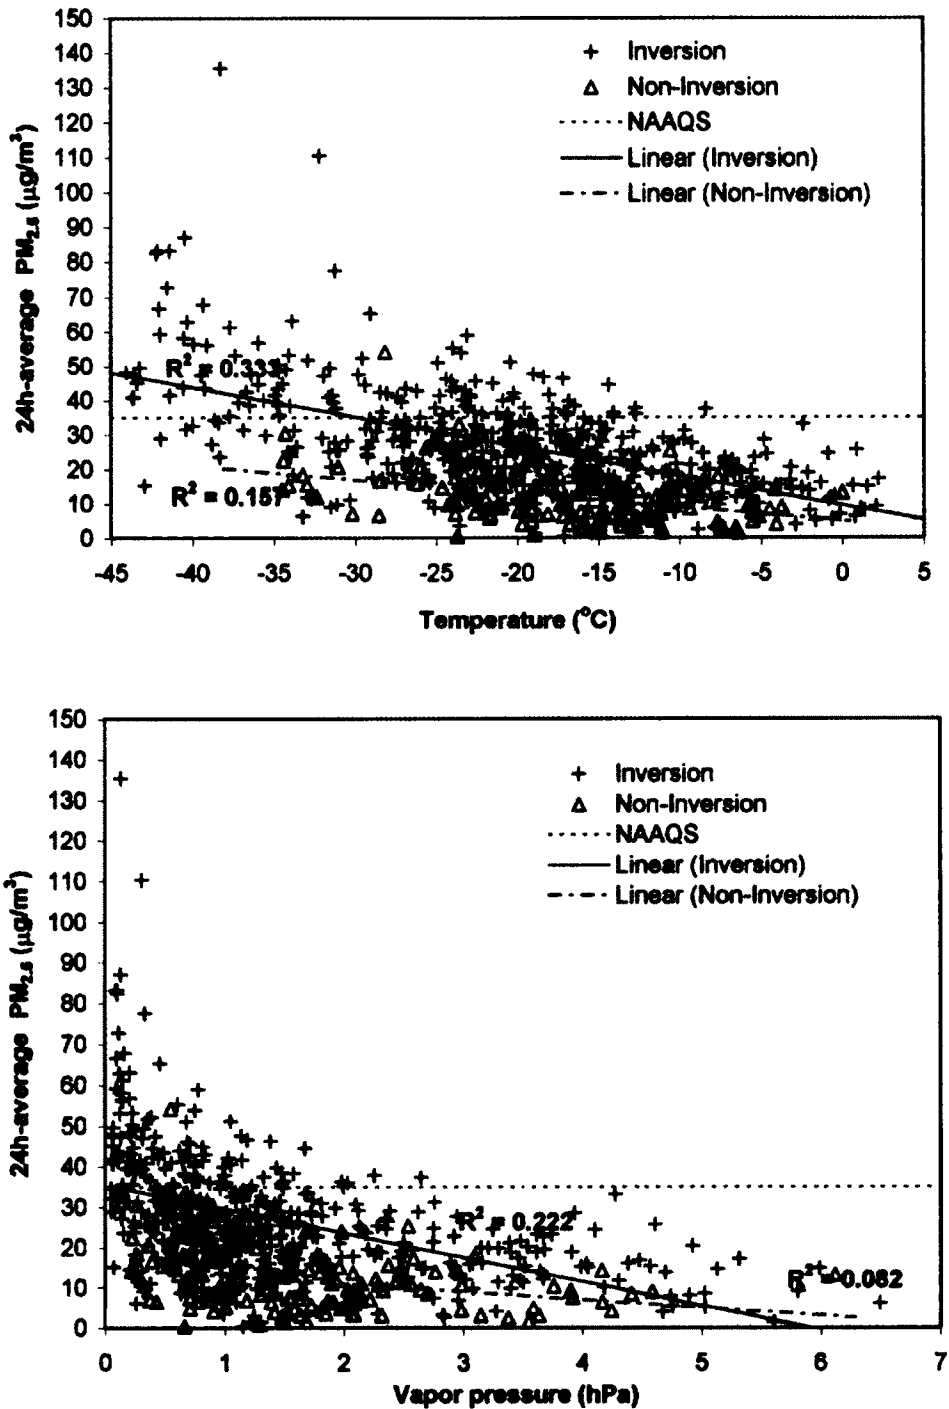 150
140
130
120
110
100
90
80
70
60
50
40
30
20
10
0
24h-average PM2.5 (µg/m³)
Inversion
Non-Inversion
NAAQS
Linear (Inversion)
Linear (Non-Inversion)
R² = 0.333
R² = 0.157
-45 -40 -35 -30 -25 -20 -15 -10 -5 0 5
Temperature (°C)
150
140
130
120
110
100
90
80
70
60
50
40
30
20
10
0
24h-average PM2.5 (µg/m³)
Inversion
Non-Inversion
NAAQS
Linear (Inversion)
Linear (Non-Inversion)
R² = 0.222
R² = 0.082
0 1 2 3 4 5 6 7
Vapor pressure (hPa)